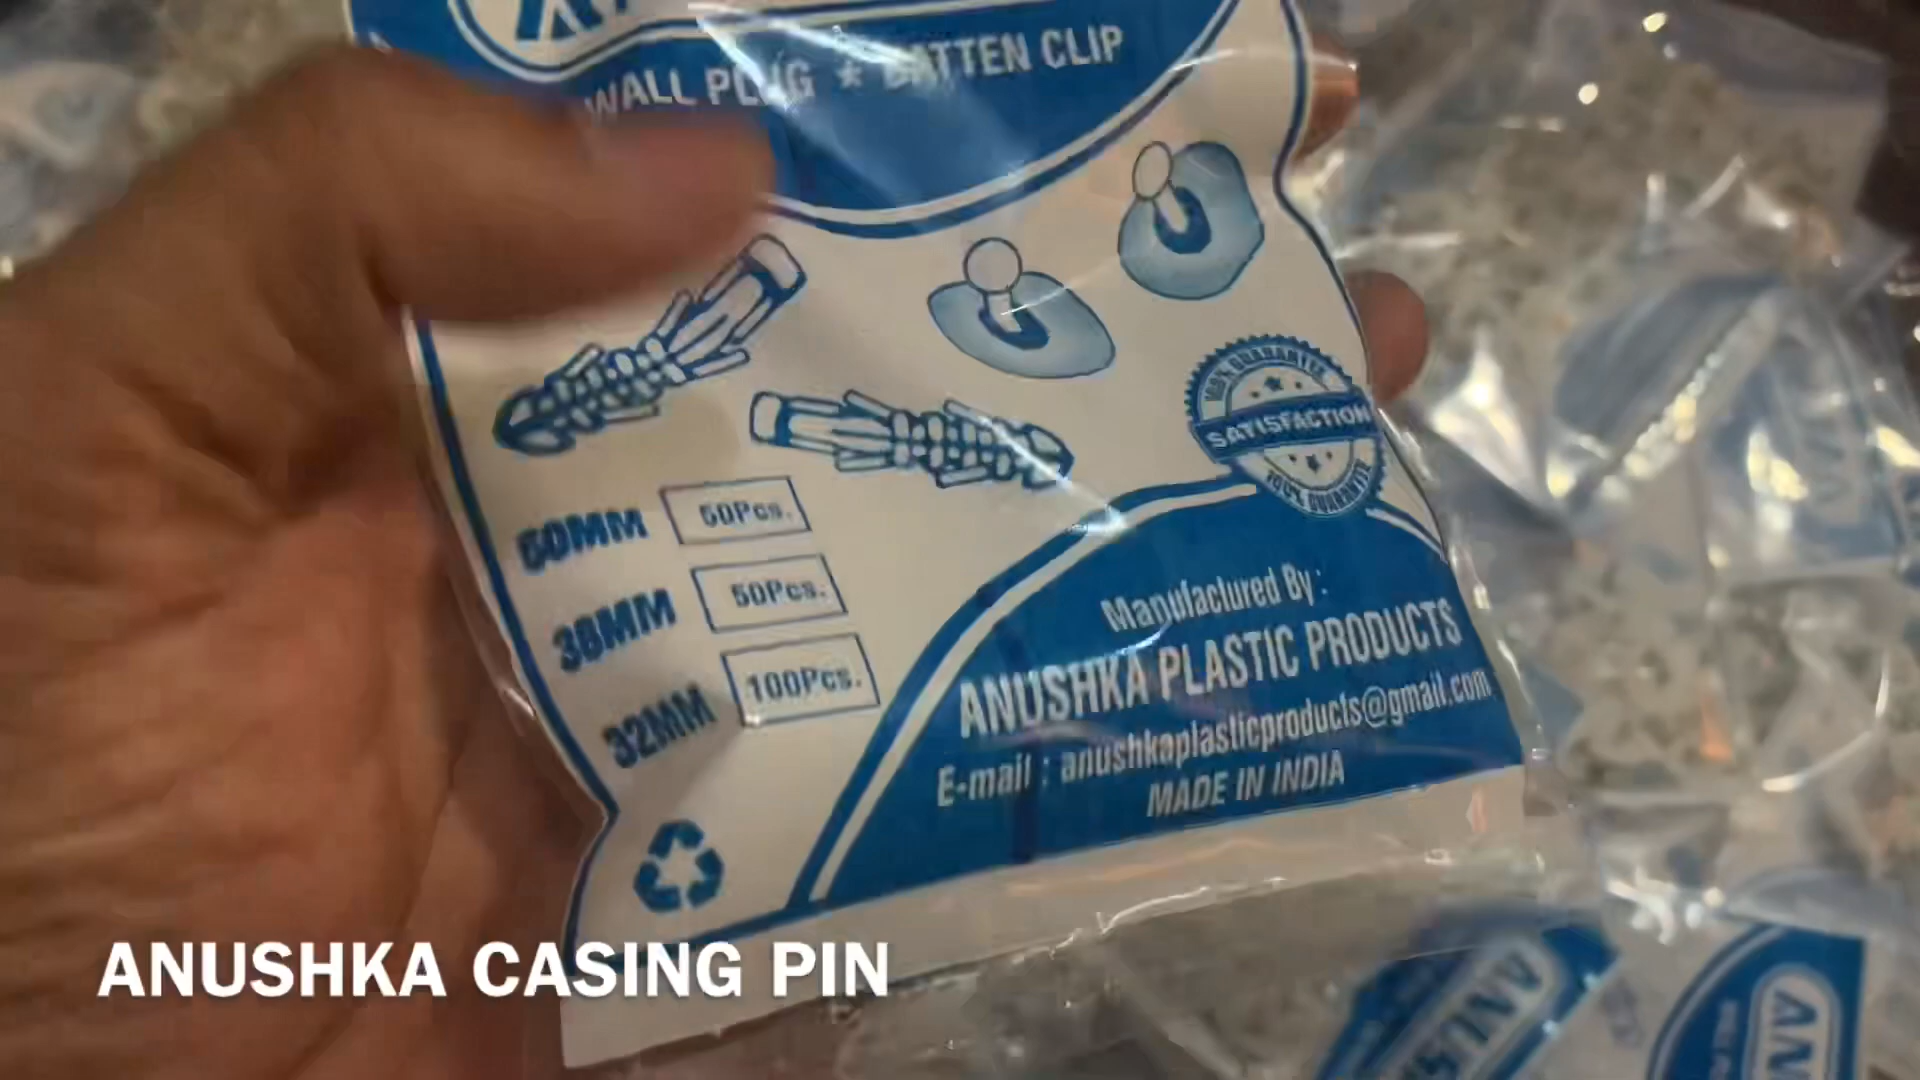 WALL PLUG ★ BATTEN CLIP
100% GUARANTEE
SATISFACTION
100% GUARANTEE
50MM 50Pcs.
38MM 50Pcs.
32MM 100Pcs.
Manufactured By :
ANUSHKA PLASTIC PRODUCTS
E-mail : anushkaplasticproducts@gmail.com
MADE IN INDIA
ANUSHKA CASING PIN